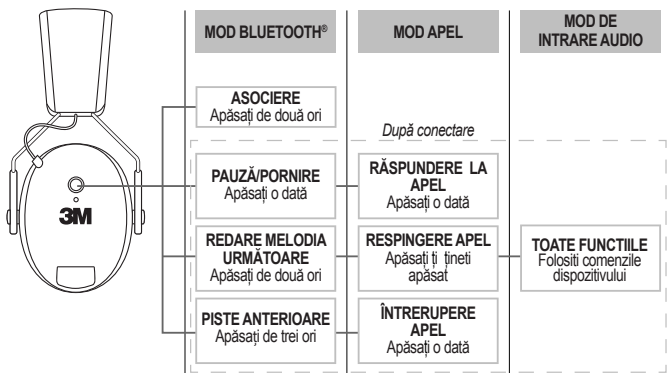 MOD BLUETOOTH®
MOD APEL
MOD DE
INTRARE AUDIO
ASOCIERE
Apăsați de două ori
După conectare
PAUZĂ/PORNIRE
Apăsați o dată
RĂSPUNDERE LA
APEL
Apăsați o dată
3M
REDARE MELODIA
URMĂTOARE
Apăsați de două ori
RESPINGERE APEL
Apăsați ți țineti
apăsat
TOATE FUNCTIILE
Folositi comenzile
dispozitivului
PISTE ANTERIOARE
Apăsați de trei ori
ÎNTRERUPERE
APEL
Apăsați o dată